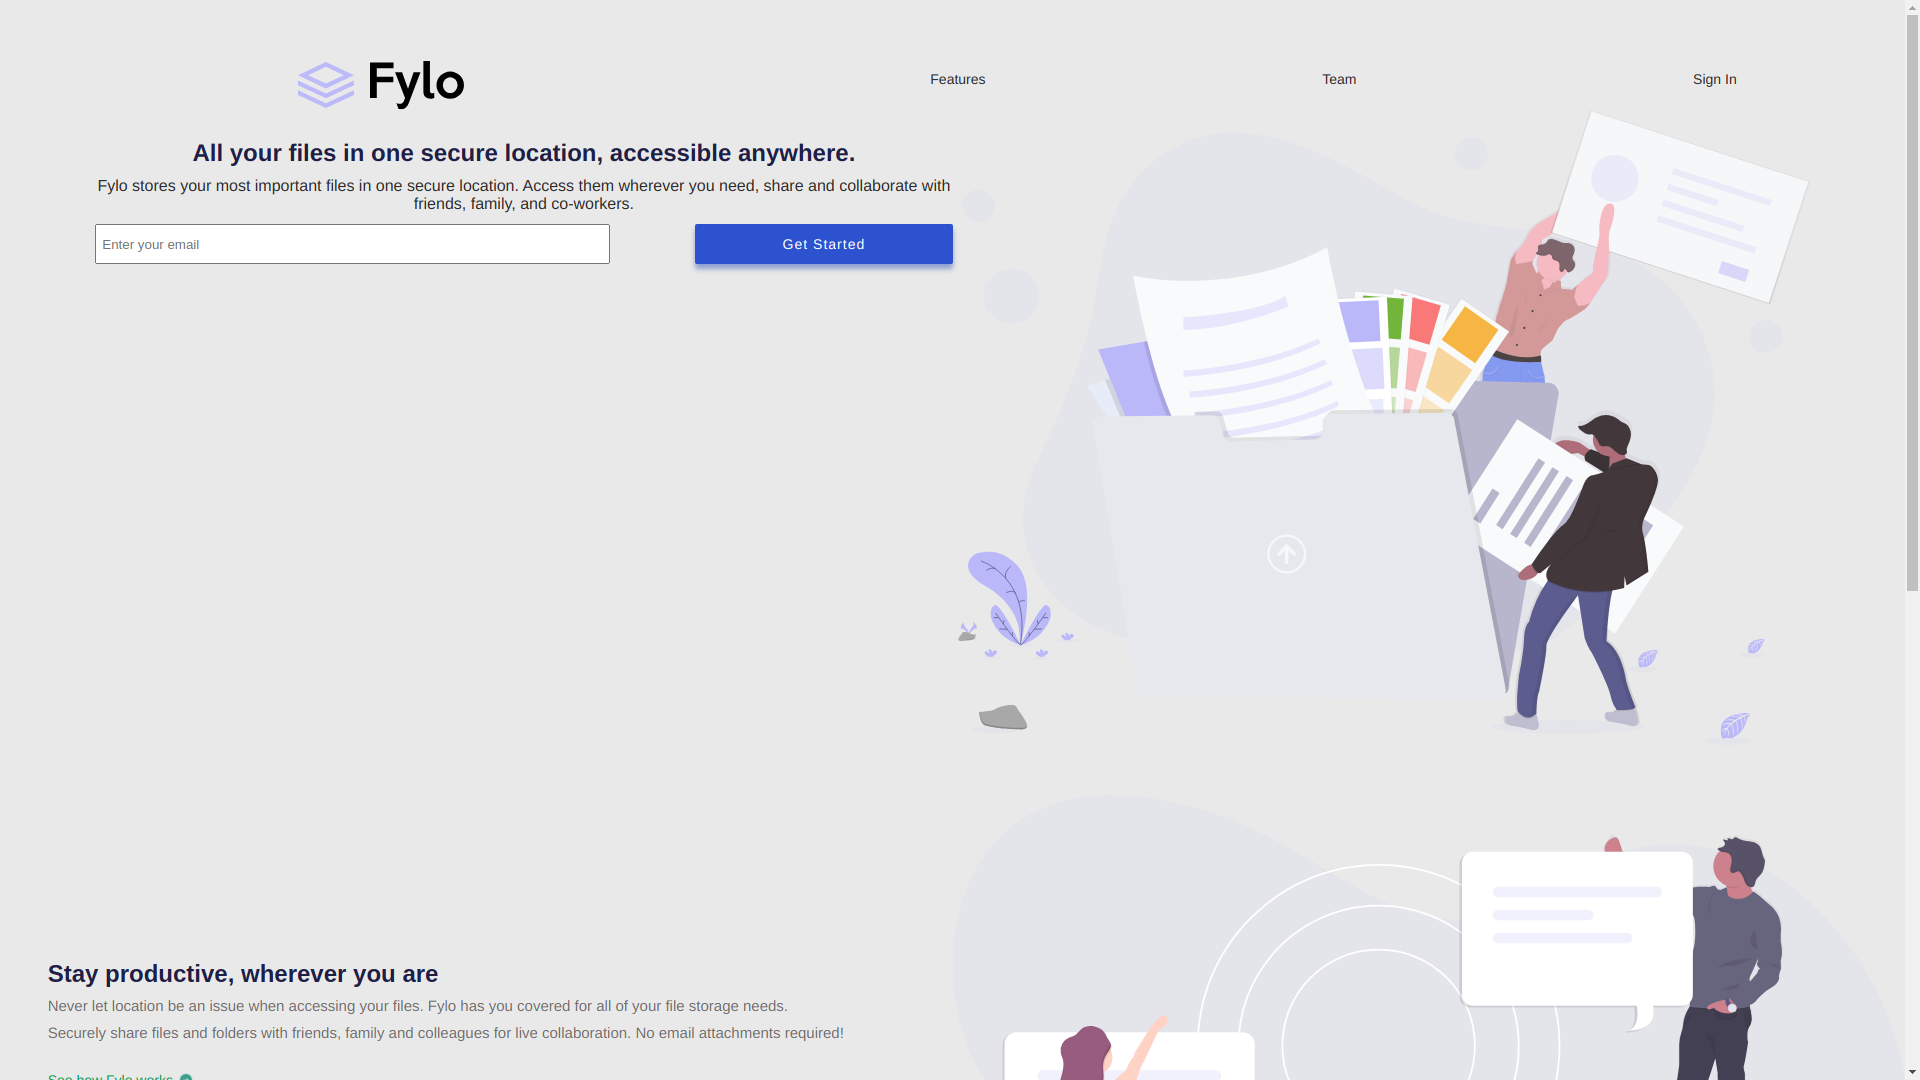 Fylo
Features
Team
Sign In
All your files in one secure location, accessible anywhere.
Fylo stores your most important files in one secure location. Access them wherever you need, share and collaborate with
friends, family, and co-workers.
Enter your email
Get Started
Stay productive, wherever you are
Never let location be an issue when accessing your files. Fylo has you covered for all of your file storage needs.
Securely share files and folders with friends, family and colleagues for live collaboration. No email attachments required!
See how Fylo works